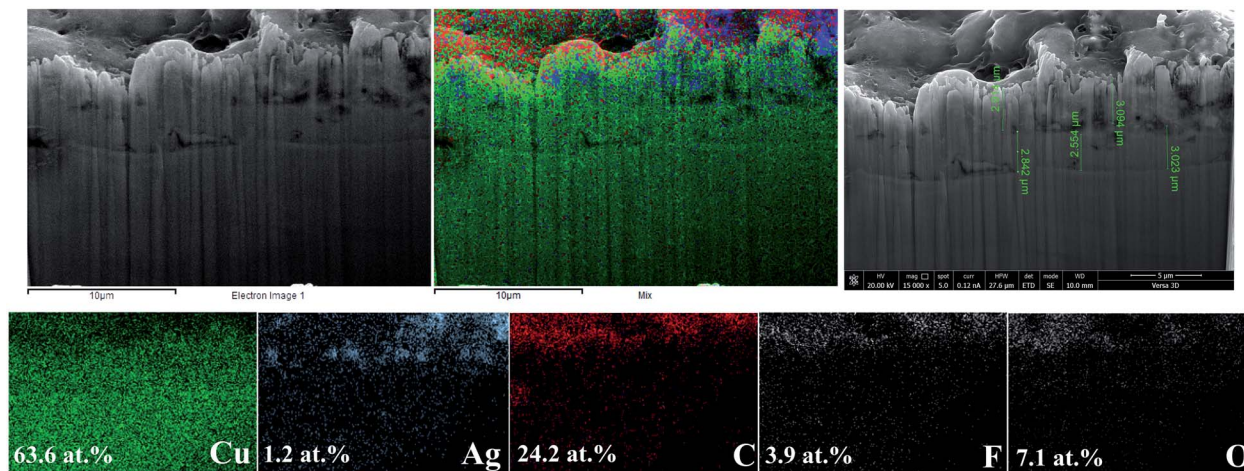 10μm
Electron Image 1
10μm
Mix
3.094 μm
2.554 μm
2.842 μm
3.023 μm
HV
mag
spot
curr
HFW
det
mode
WD
5 μm
20.00 kV
15 000 x
5.0
0.12 nA
27.6 μm
ETD
SE
10.0 mm
Versa 3D
63.6 at.% Cu
1.2 at.% Ag
24.2 at.% C
3.9 at.% F
7.1 at.% O